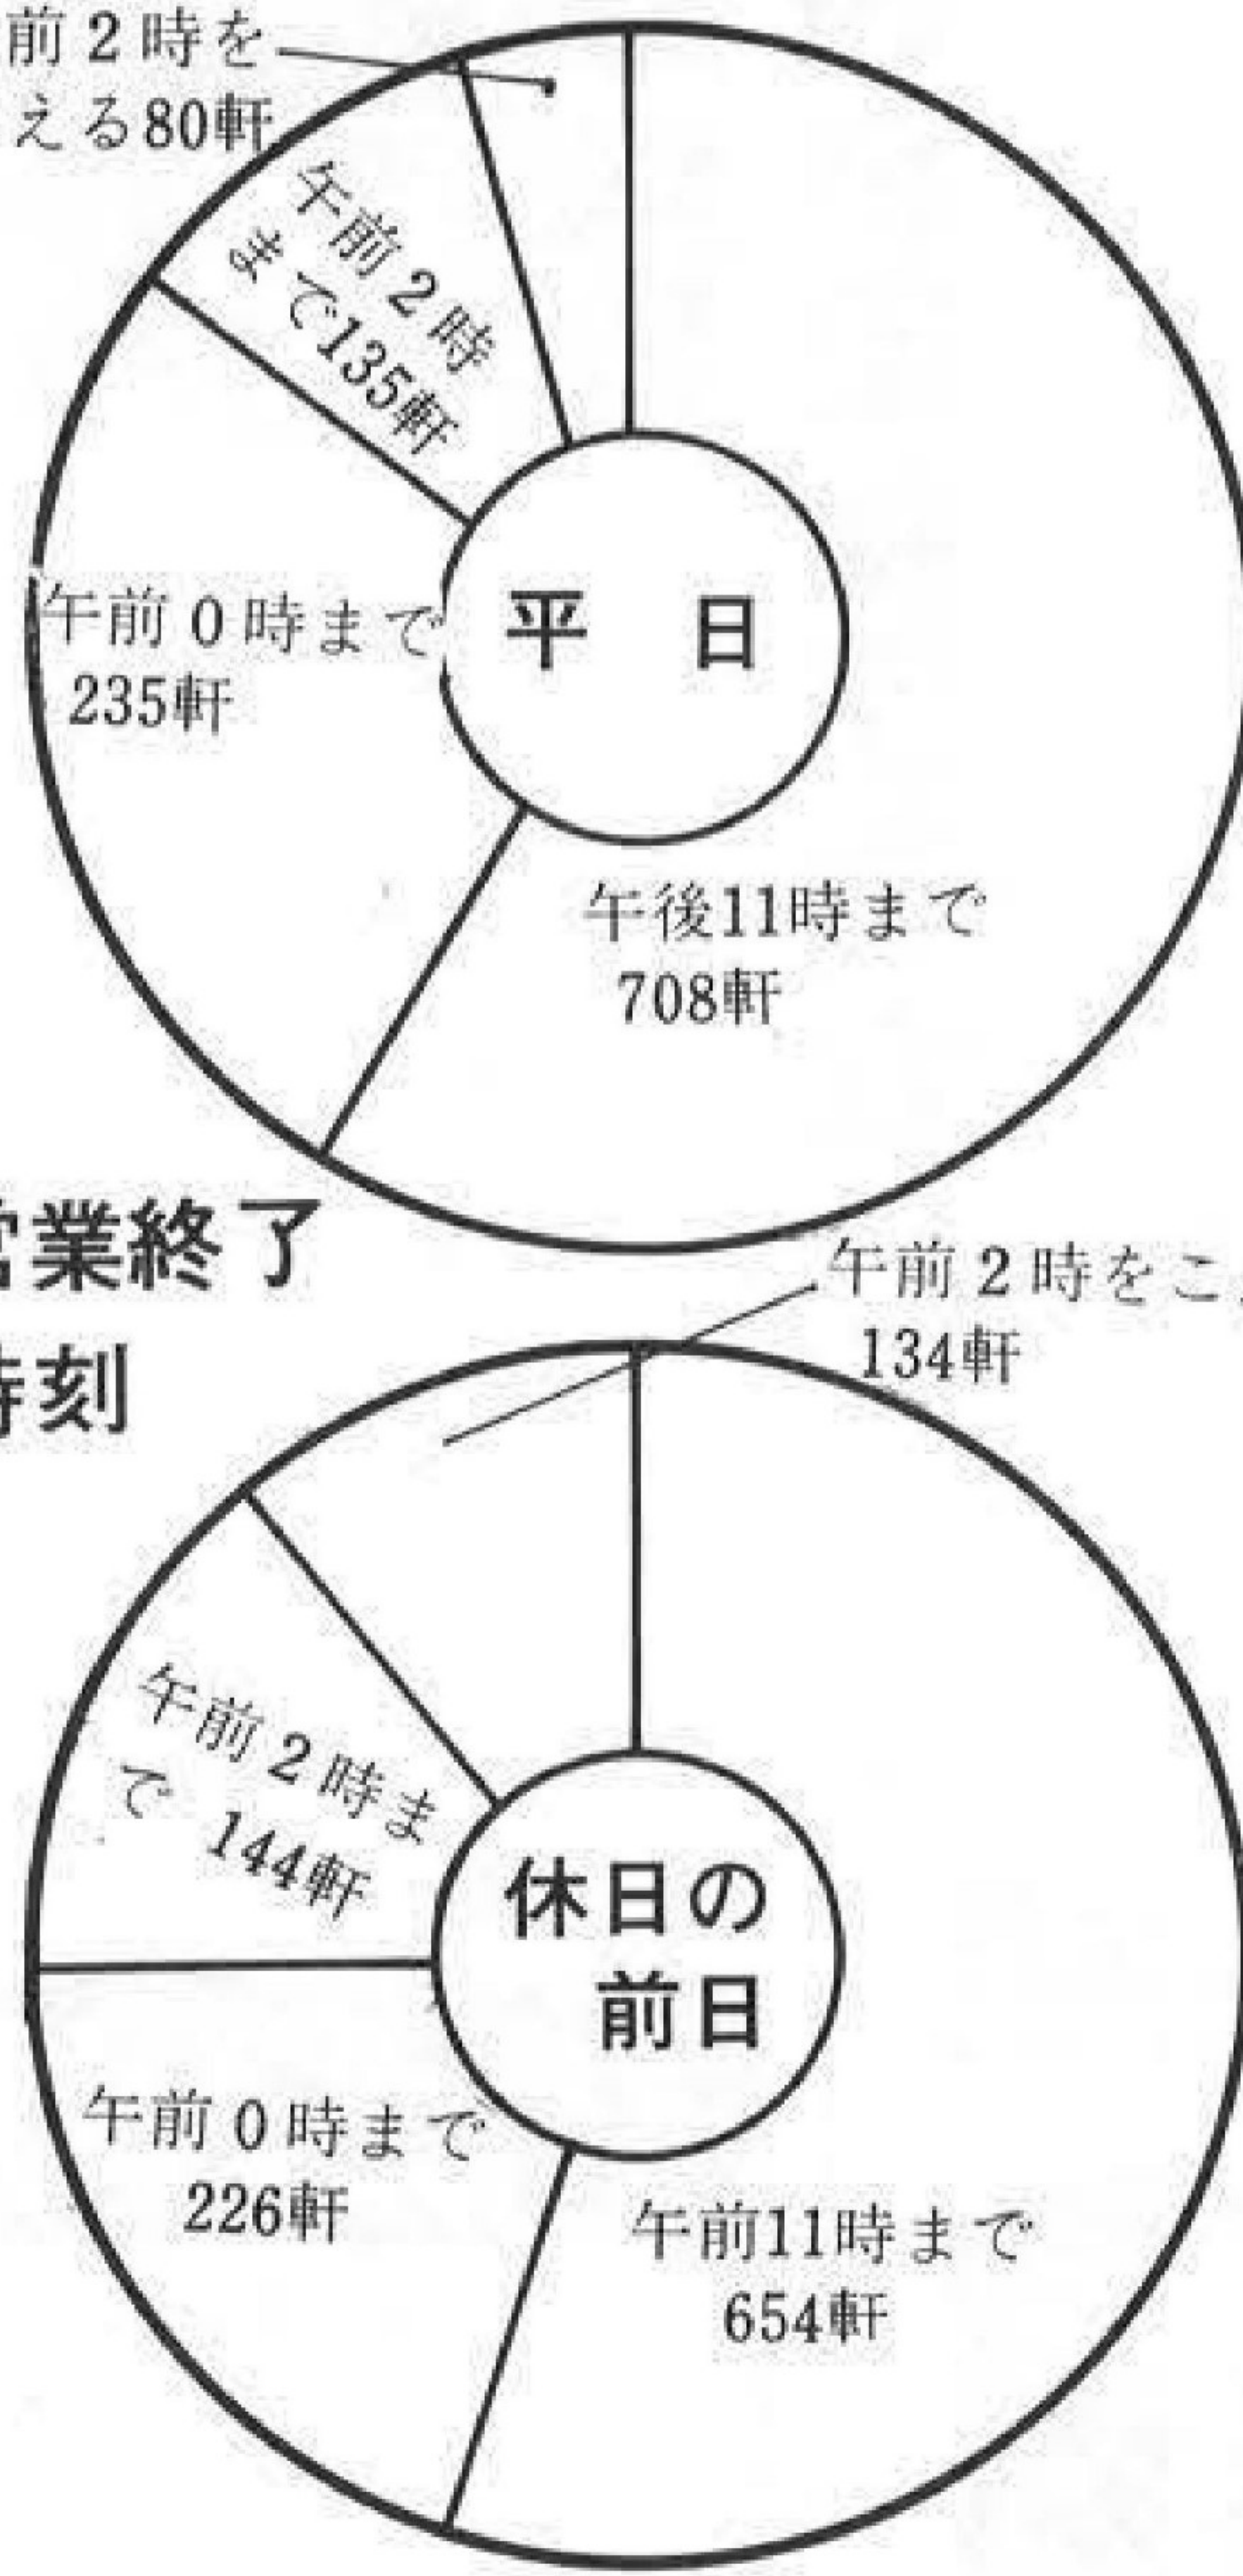 前2時を
える80軒
午前2時
まで135軒
午前0時まで
235軒
平 日
午後11時まで
708軒
営業終了
時刻
午前2時をこ
134軒
午前2時ま
で 144軒
休日の
前日
午前0時まで
226軒
午前11時まで
654軒